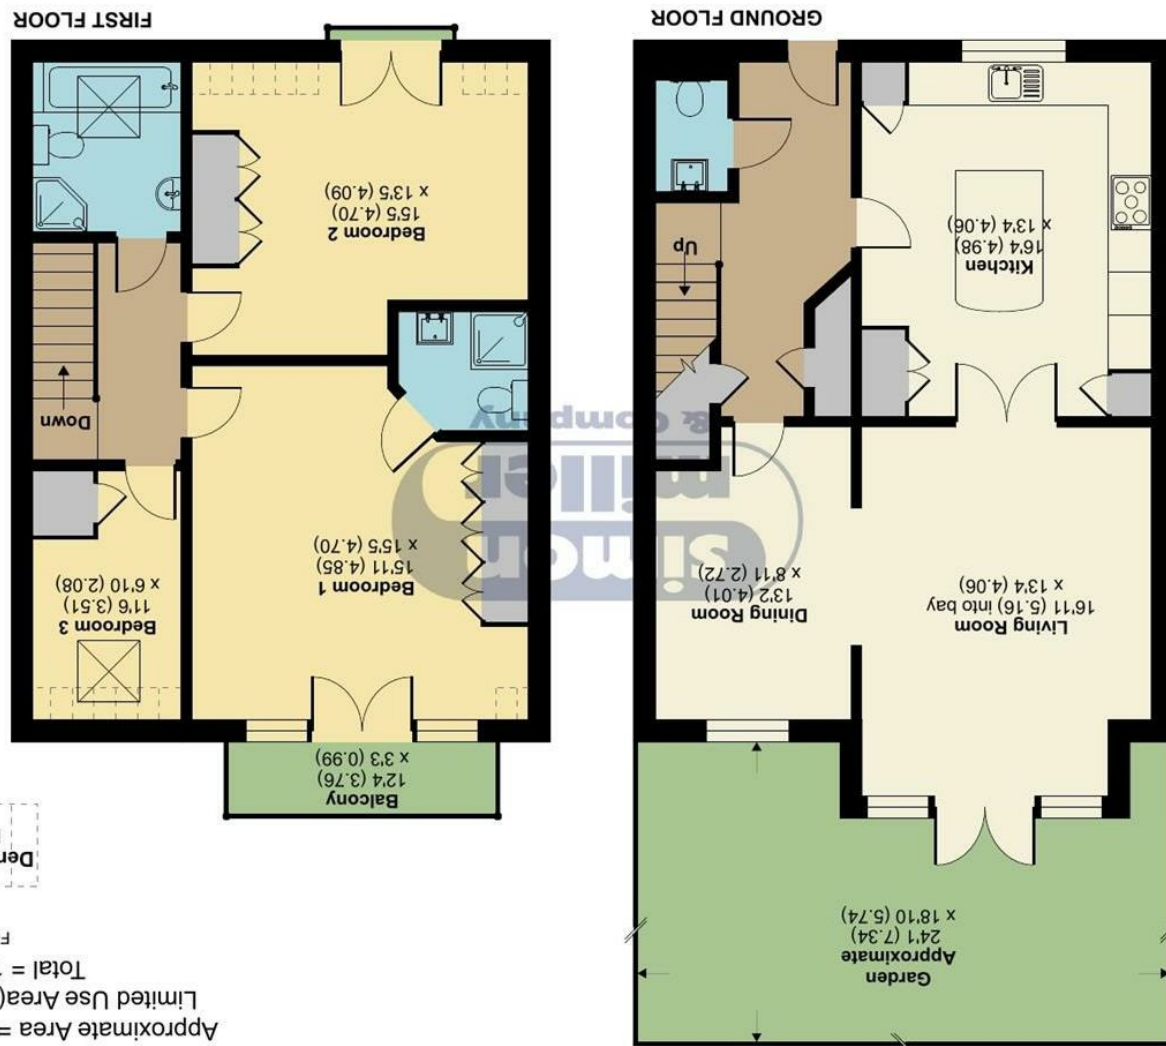 Approximate Area =
Limited Use Area(
Total =
Garden
Approximate
24'1 (7.34)
x 18'10 (5.74)
Living Room
16'11 (5.16) into bay
x 13'4 (4.06)
Dining Room
13'2 (4.01)
x 8'11 (2.72)
Kitchen
16'4 (4.98)
x 13'4 (4.06)
Up
GROUND FLOOR
Balcony
12'4 (3.76)
x 3'3 (0.99)
Bedroom 1
15'11 (4.85)
x 15'5 (4.70)
Bedroom 3
11'6 (3.51)
x 6'10 (2.08)
Down
Bedroom 2
15'5 (4.70)
x 13'5 (4.09)
FIRST FLOOR
simon
miller
& Company